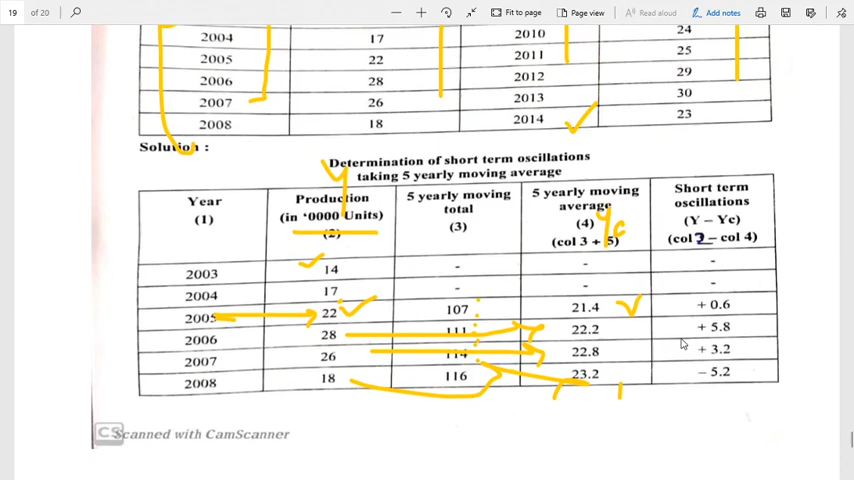 19 of 20
Fit to page
Page view
Read aloud
Add notes
2004 17 2010 24
2005 22 2011 25
2006 28 2012 29
2007 26 2013 30
2008 18 2014 23
Solution :
Determination of short term oscillations
taking 5 yearly moving average
y
Year
(1)
Production
(in '0000 Units)
(2)
5 yearly moving
total
(3)
5 yearly moving
average
(4)
(col 3 ÷ 5)
yc
Short term
oscillations
(Y – Yc)
(col 2 – col 4)
2003 14 - - -
2004 17 - - -
2005 22 107 21.4 + 0.6
2006 28 111 22.2 + 5.8
2007 26 114 22.8 + 3.2
2008 18 116 23.2 – 5.2
CS Scanned with CamScanner